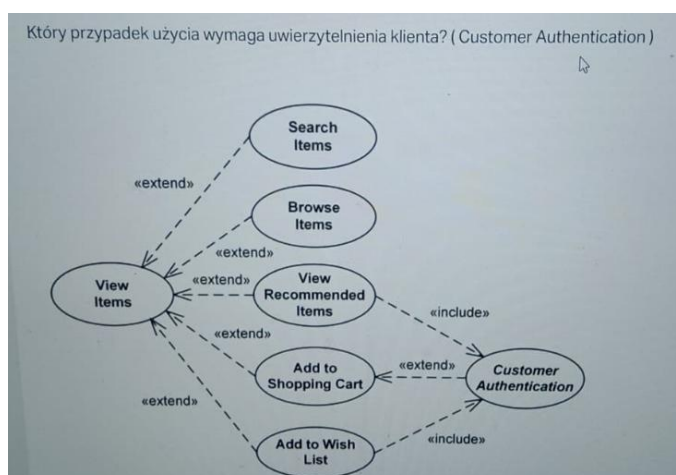 Który przypadek użycia wymaga uwierzytelnienia klienta? ( Customer Authentication )
Search
Items
«extend»
Browse
Items
«extend»
View
Items
«extend»
View
Recommended
Items
«include»
«extend»
Add to
Shopping Cart
«extend»
Customer
Authentication
«extend»
Add to Wish
List
«include»